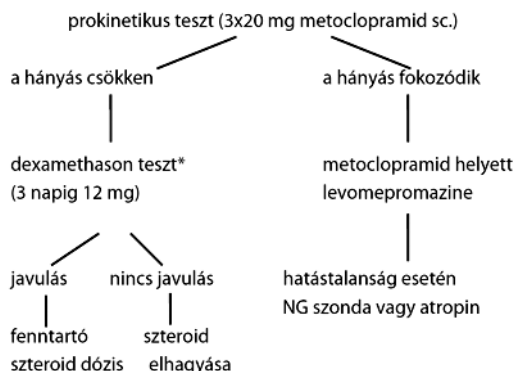 prokinetikus teszt (3x20 mg metoclopramid sc.)
a hányás csökken
a hányás fokozódik
dexamethason teszt*
(3 napig 12 mg)
metoclopramid helyett
levomepromazine
javulás
nincs javulás
hatástalanság esetén
NG szonda vagy atropin
fenntartó
szteroid dózis
szteroid
elhagyása